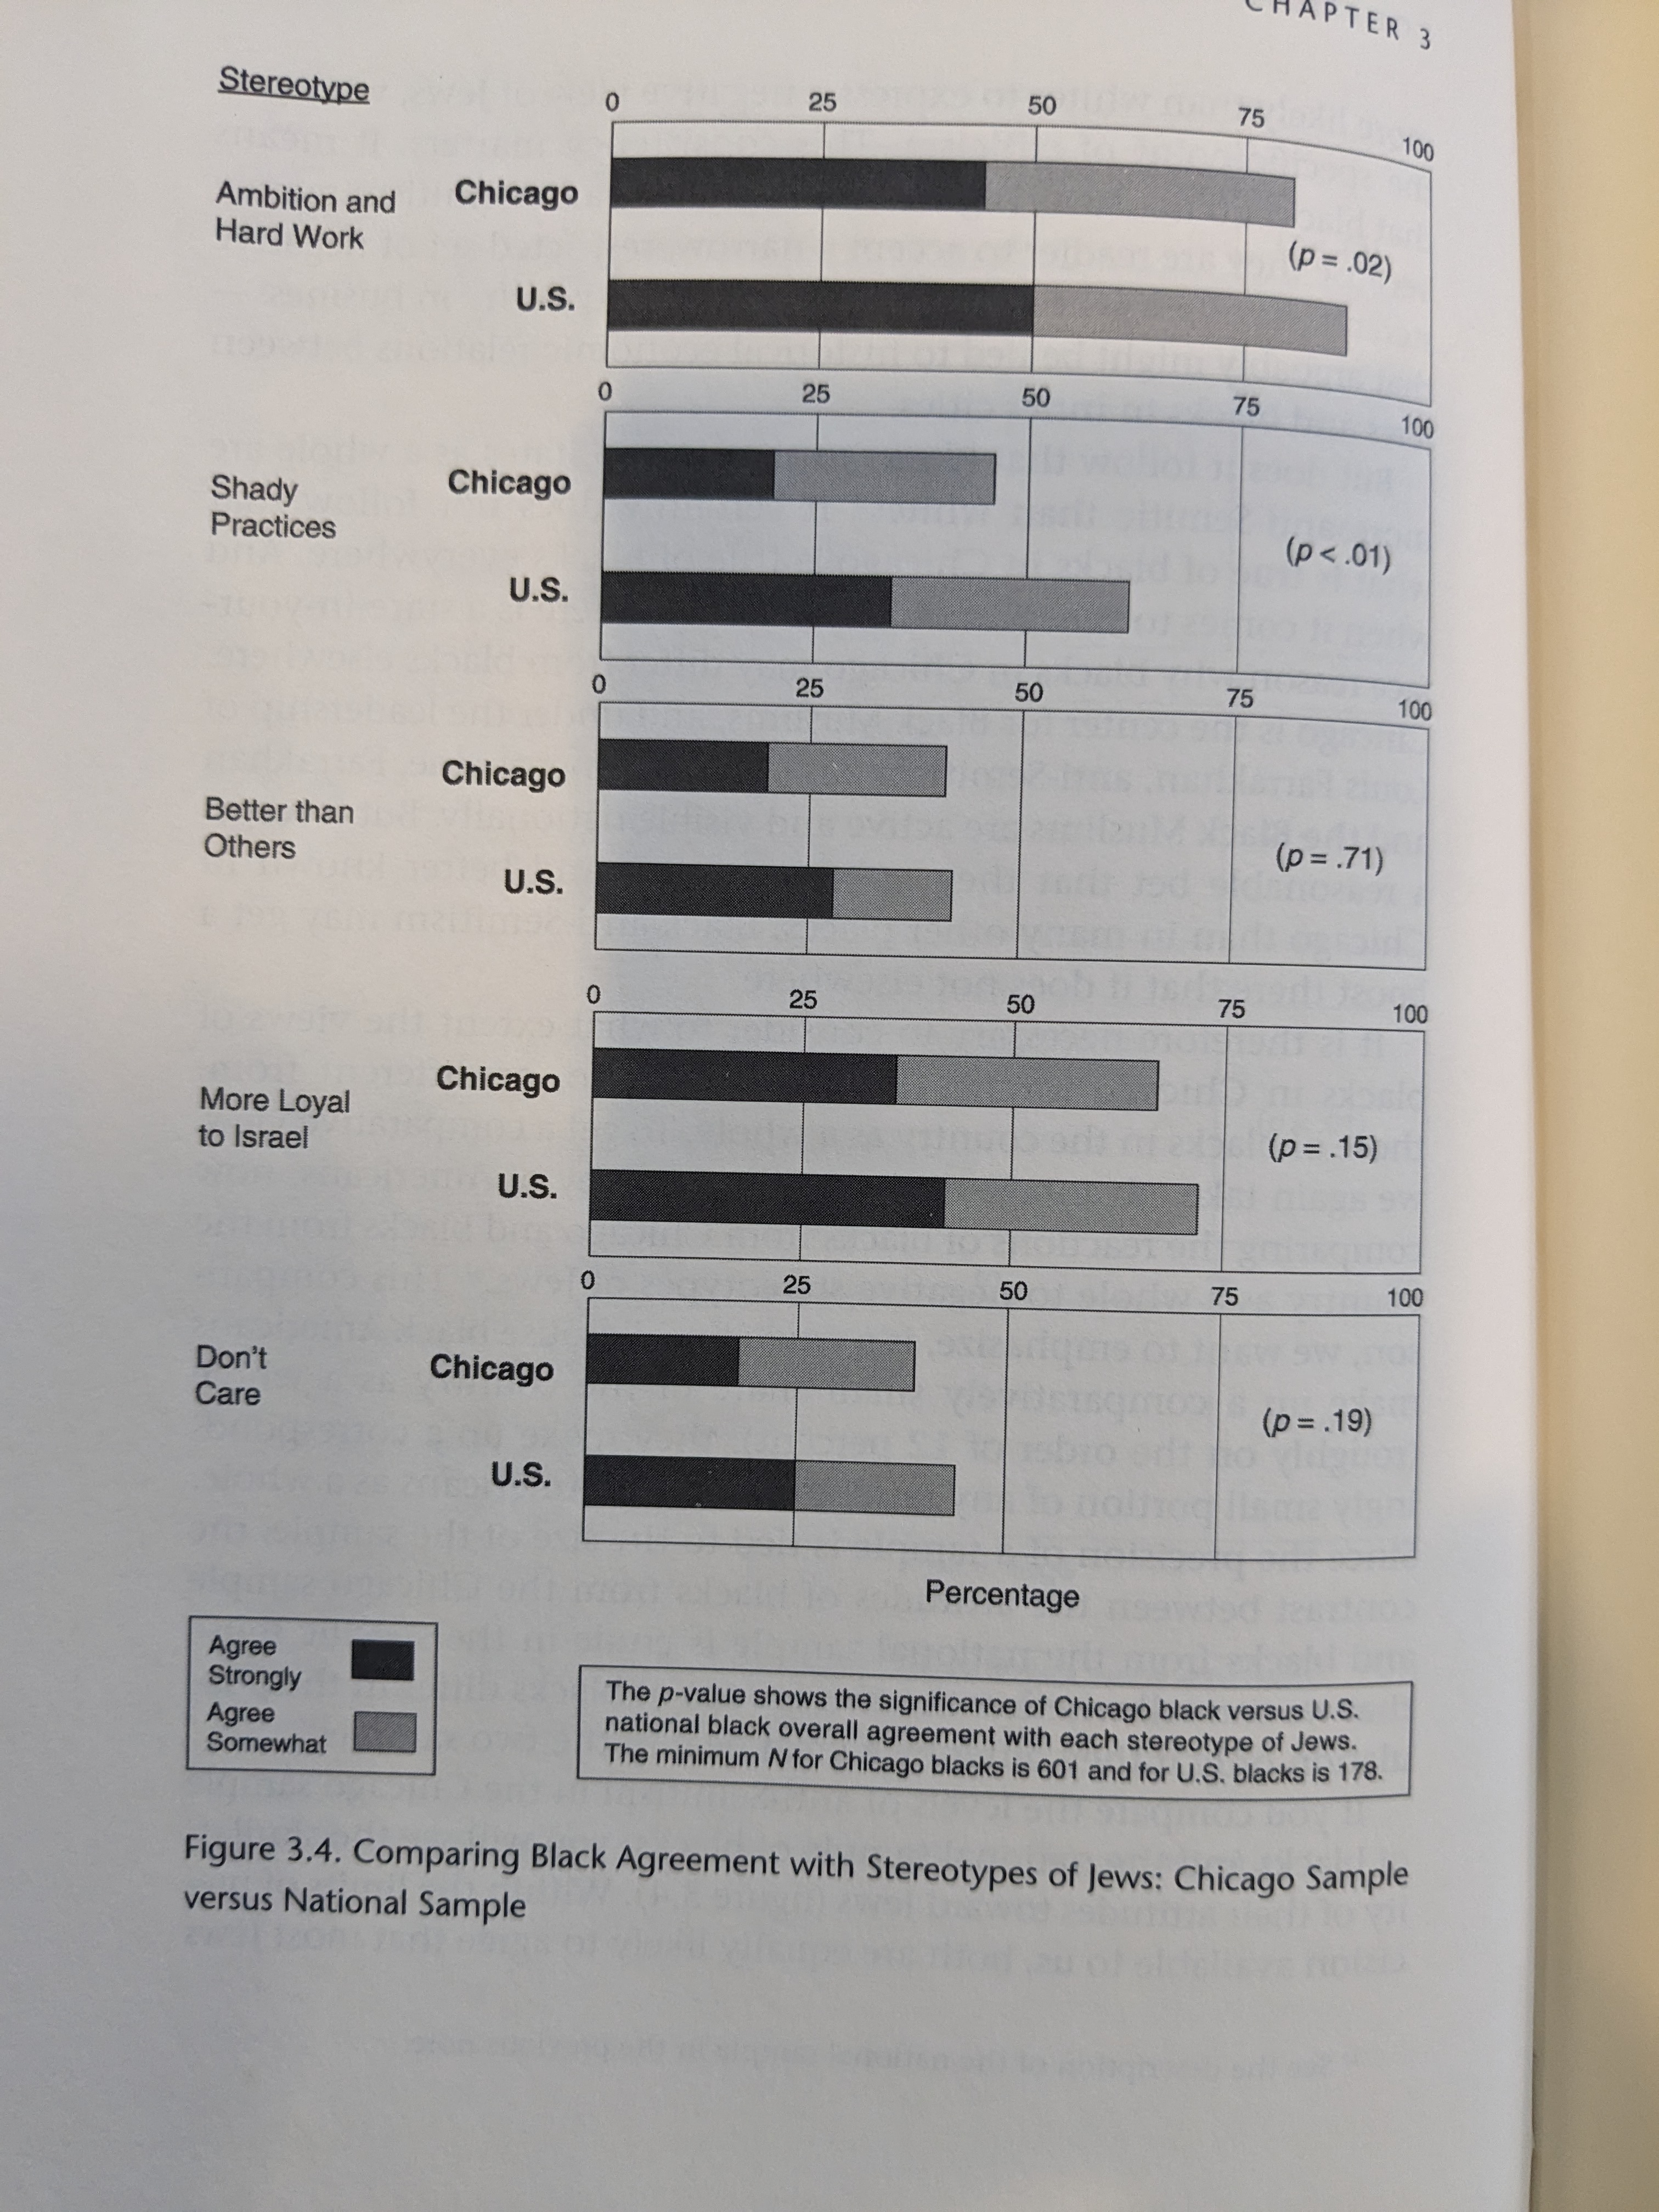 CHAPTER 3
Stereotype
0 25 50 75 100
Ambition and
Hard Work
Chicago
(p = .02)
U.S.
0 25 50 75 100
Shady
Practices
Chicago
(p < .01)
U.S.
0 25 50 75 100
Chicago
Better than
Others
(p = .71)
U.S.
0 25 50 75 100
Chicago
More Loyal
to Israel
(p = .15)
U.S.
0 25 50 75 100
Don't
Care
Chicago
(p = .19)
U.S.
Percentage
Agree
Strongly
Agree
Somewhat
The p-value shows the significance of Chicago black versus U.S.
national black overall agreement with each stereotype of Jews.
The minimum N for Chicago blacks is 601 and for U.S. blacks is 178.
Figure 3.4. Comparing Black Agreement with Stereotypes of Jews: Chicago Sample
versus National Sample